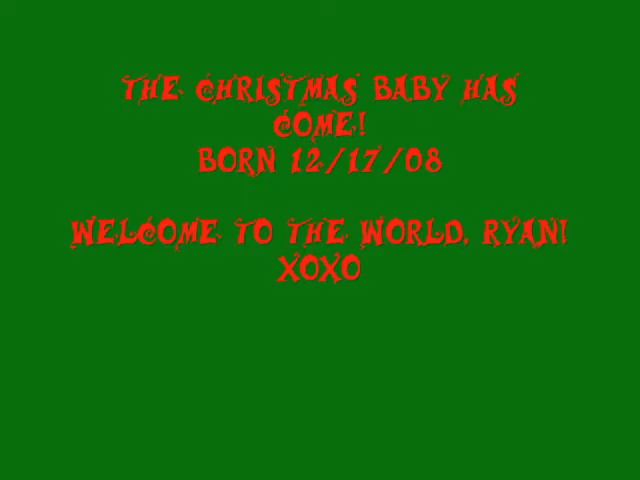 THE CHRISTMAS BABY HAS
COME!
BORN 12/17/08
WELCOME TO THE WORLD, RYAN!
XOXO